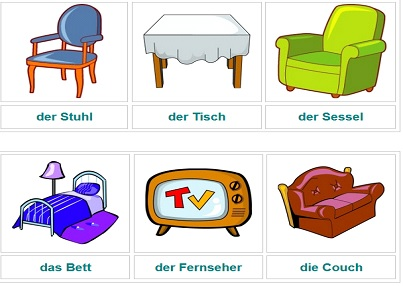 der Stuhl
der Tisch
der Sessel
TV
das Bett
der Fernseher
die Couch